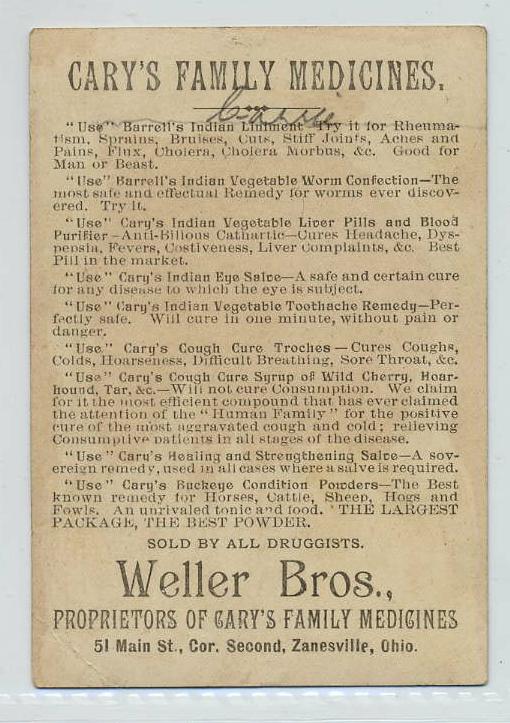 CARY'S FAMILY MEDICINES.
Carrie
"Use" Barrell's Indian Liniment—Try it for Rheuma-
tism, Sprains, Bruises, Cuts, Stiff Joints, Aches and
Pains, Flux, Cholera, Cholera Morbus, &c. Good for
Man or Beast.
"Use" Barrell's Indian Vegetable Worm Confection—The
most safe and effectual Remedy for worms ever discov-
ered. Try it.
"Use" Cary's Indian Vegetable Liver Pills and Blood
Purifier—Anti-Billous Cathartic—Cures Headache, Dys-
pensia, Fevers, Costiveness, Liver Complaints, &c. Best
Pill in the market.
"Use" Cary's Indian Eye Salve—A safe and certain cure
for any disease to which the eye is subject.
"Use" Cary's Indian Vegetable Toothache Remedy—Per-
fectly safe. Will cure in one minute, without pain or
danger.
"Use" Cary's Cough Cure Troches—Cures Coughs,
Colds, Hoarseness, Difficult Breathing, Sore Throat, &c.
"Use" Cary's Cough Cure Syrup of Wild Cherry, Hoar-
hound, Tar, &c.—Will not cure Consumption. We claim
for it the most efficient compound that has ever claimed
the attention of the "Human Family" for the positive
cure of the most aggravated cough and cold; relieving
Consumptive patients in all stages of the disease.
"Use" Cary's Healing and Strengthening Salve—A sov-
ereign remedy, used in all cases where a salve is required.
"Use" Cary's Buckeye Condition Powders—The Best
known remedy for Horses, Cattle, Sheep, Hogs and
Fowls. An unrivaled tonic and food. THE LARGEST
PACKAGE, THE BEST POWDER.
SOLD BY ALL DRUGGISTS.
Weller Bros.,
PROPRIETORS OF CARY'S FAMILY MEDICINES
51 Main St., Cor. Second, Zanesville, Ohio.